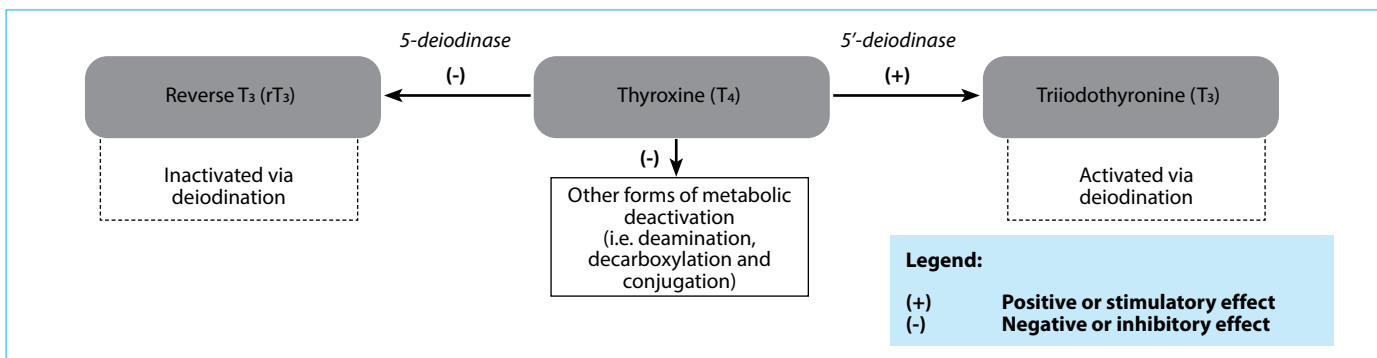 5-deiodinase
5′-deiodinase
(-)
(+)
Reverse T₃ (rT₃)
Thyroxine (T₄)
Triiodothyronine (T₃)
(-)
Inactivated via
deiodination
Other forms of metabolic
deactivation
(i.e. deamination,
decarboxylation and
conjugation)
Activated via
deiodination
Legend:
(+) Positive or stimulatory effect
(-) Negative or inhibitory effect